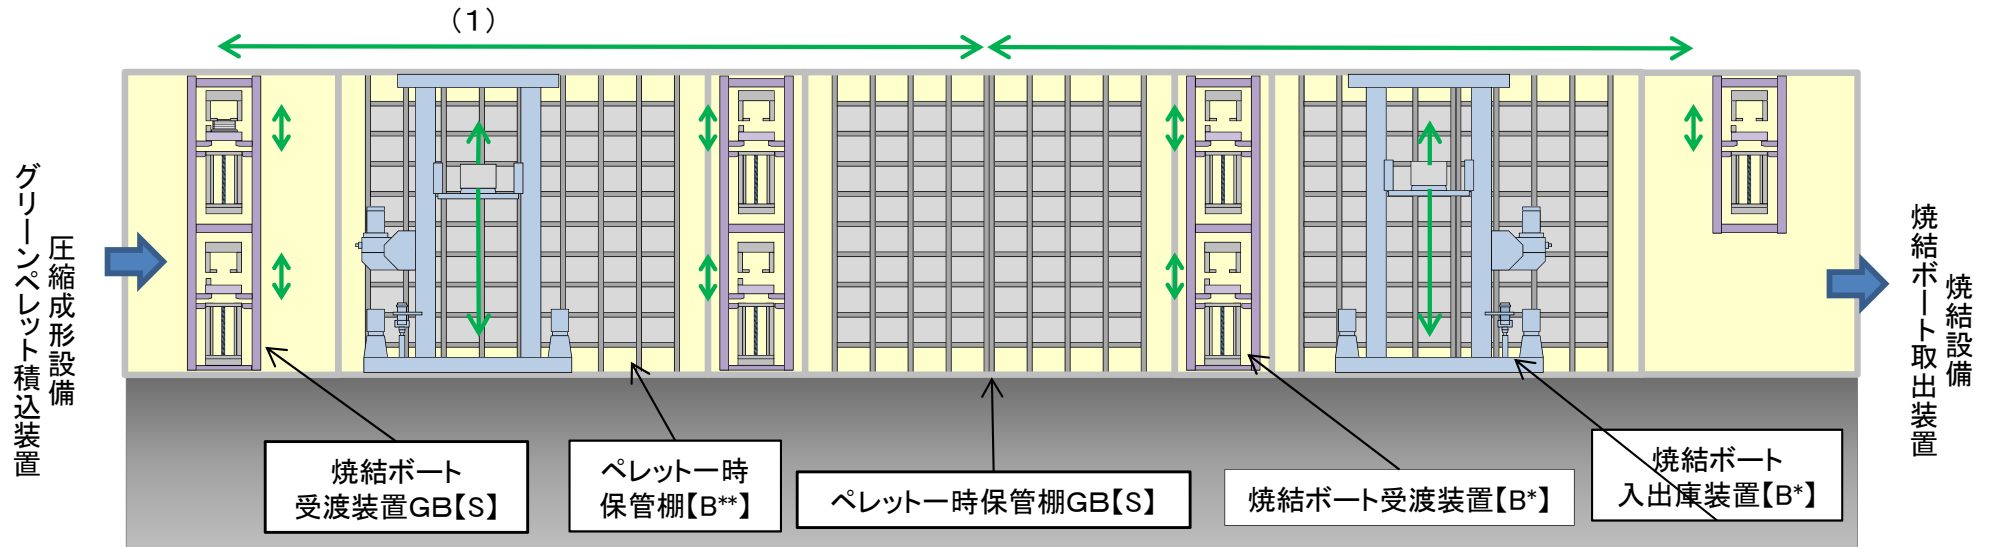 （１）
圧縮成形設備
グリーンペレット積込装置
焼結設備
焼結ボート取出装置
焼結ボート
受渡装置GB【S】
ペレット一時
保管棚【B**】
ペレット一時保管棚GB【S】
焼結ボート受渡装置【B*】
焼結ボート
入出庫装置【B*】